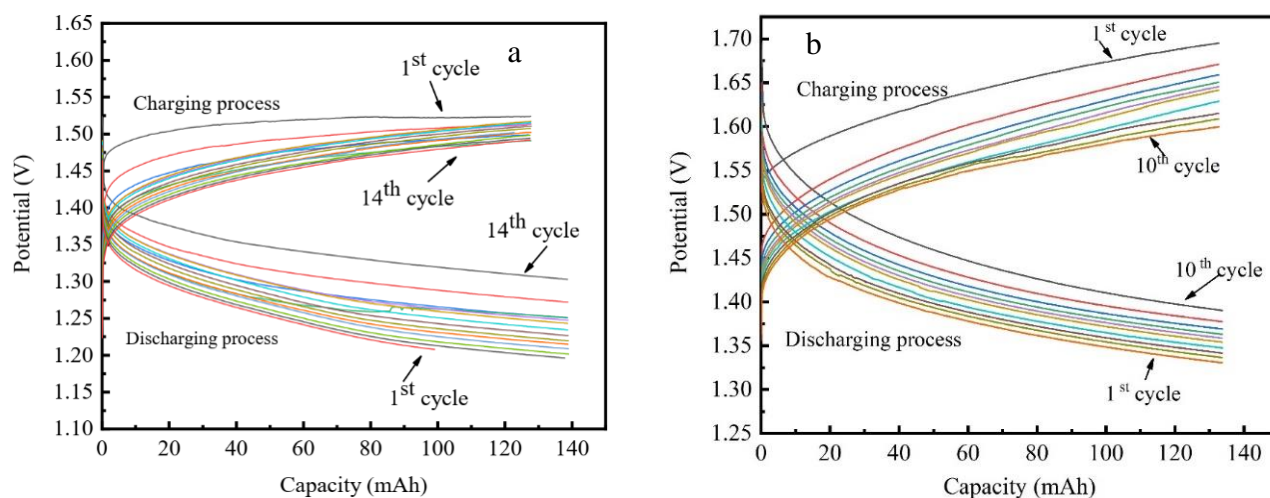 a
1.65
1.60
1.55
1.50
1.45
1.40
1.35
1.30
1.25
1.20
1.15
1.10
Potential (V)
1st cycle
Charging process
14th cycle
14th cycle
Discharging process
1st cycle
0 20 40 60 80 100 120 140
Capacity (mAh)
b
1.70
1.65
1.60
1.55
1.50
1.45
1.40
1.35
1.30
1.25
Potential (V)
1st cycle
Charging process
10th cycle
10th cycle
Discharging process
1st cycle
0 20 40 60 80 100 120 140
Capacity (mAh)